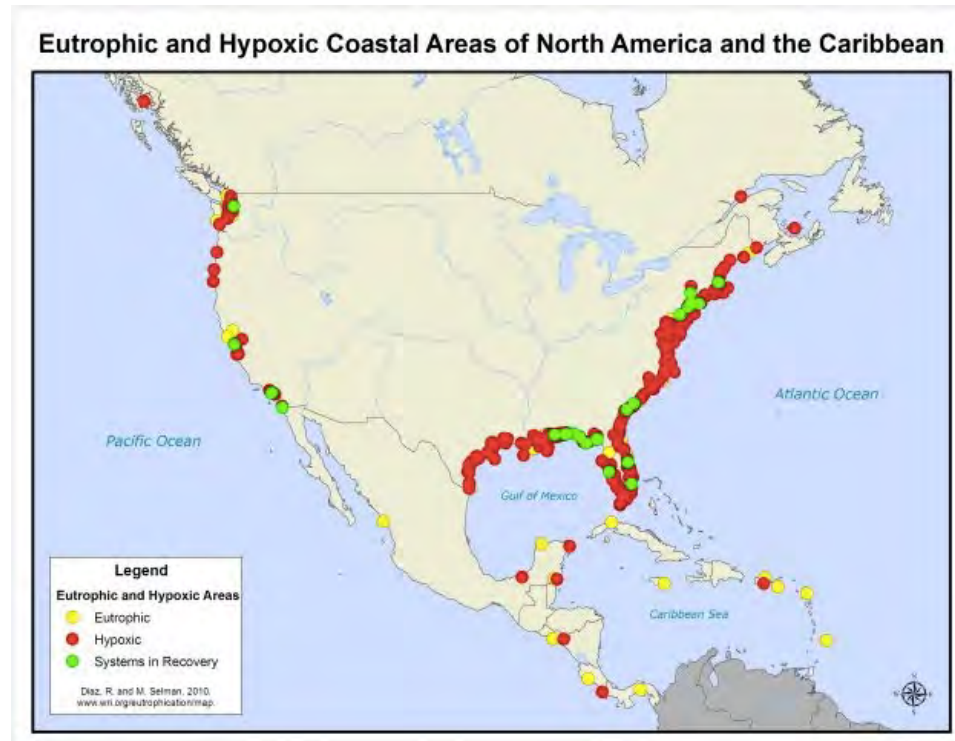 Eutrophic and Hypoxic Coastal Areas of North America and the Caribbean
Atlantic Ocean
Pacific Ocean
Gulf of Mexico
Caribbean Sea
Legend
Eutrophic and Hypoxic Areas
Eutrophic
Hypoxic
Systems in Recovery
Diaz, R. and M. Selman, 2010.
www.wri.org/eutrophication/map.